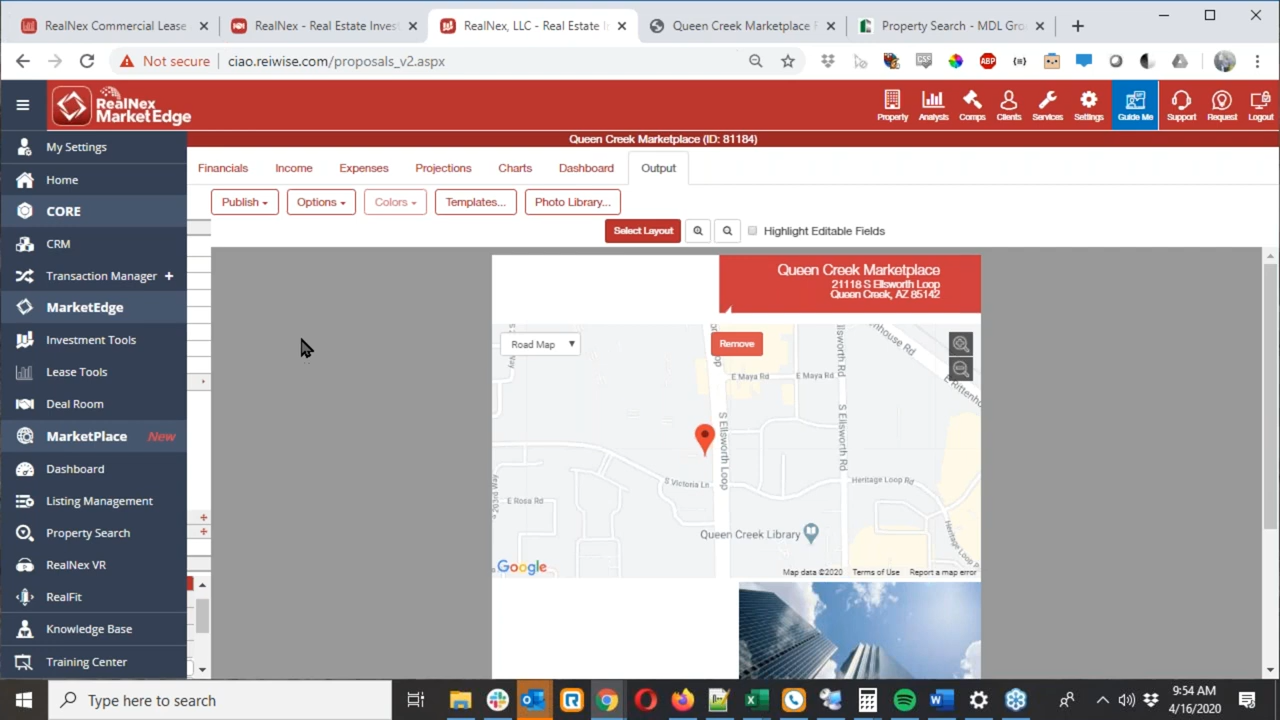 RealNex Commercial Lease
RealNex - Real Estate Invest
RealNex, LLC - Real Estate In
Queen Creek Marketplace F
Property Search - MDL Gro
Not secure
ciao.reiwise.com/proposals_v2.aspx
ABP
RealNex
MarketEdge
Property
Analysis
Comps
Clients
Services
Settings
Guide Me
Support
Request
Logout
Queen Creek Marketplace (ID: 81184)
My Settings
Home
CORE
CRM
Transaction Manager +
MarketEdge
Investment Tools
Lease Tools
Deal Room
MarketPlace New
Dashboard
Listing Management
Property Search
RealNex VR
RealFit
Knowledge Base
Training Center
Financials
Income
Expenses
Projections
Charts
Dashboard
Output
Publish
Options
Colors
Templates...
Photo Library...
Select Layout
Highlight Editable Fields
Queen Creek Marketplace
21118 S Ellsworth Loop
Queen Creek, AZ 85142
Road Map
Remove
E Maya Rd
E Maya Rd
S Ellsworth Loop
S Ellsworth Rd
S Victoria Ln
E Rosa Rd
Heritage Loop Rd
Heritage Loop
Queen Creek Library
Google
Map data ©2020
Terms of Use
Report a map error
Type here to search
9:54 AM
4/16/2020